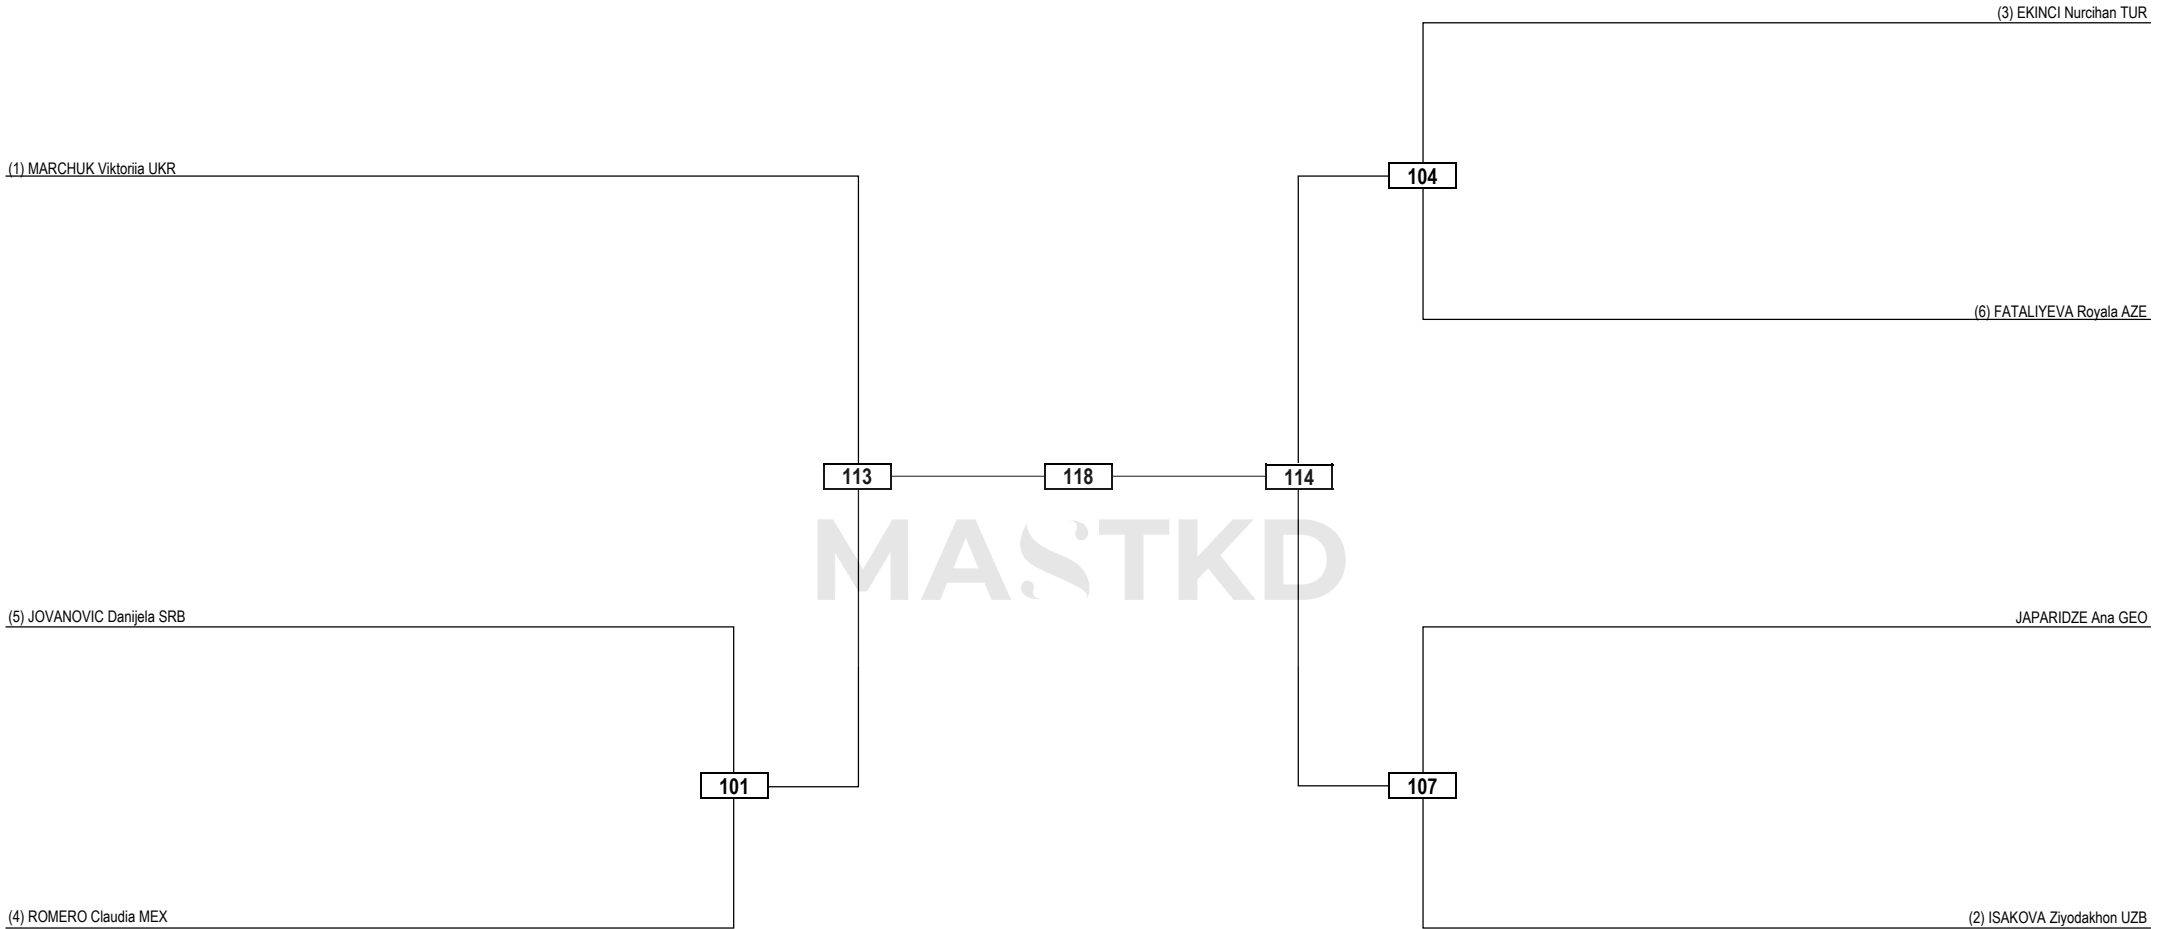 (3) EKINCI Nurcihan TUR
(1) MARCHUK Viktoriia UKR
104
(6) FATALIYEVA Royala AZE
113
118
114
MASTKD
(5) JOVANOVIC Danijela SRB
JAPARIDZE Ana GEO
101
107
(4) ROMERO Claudia MEX
(2) ISAKOVA Ziyodakhon UZB